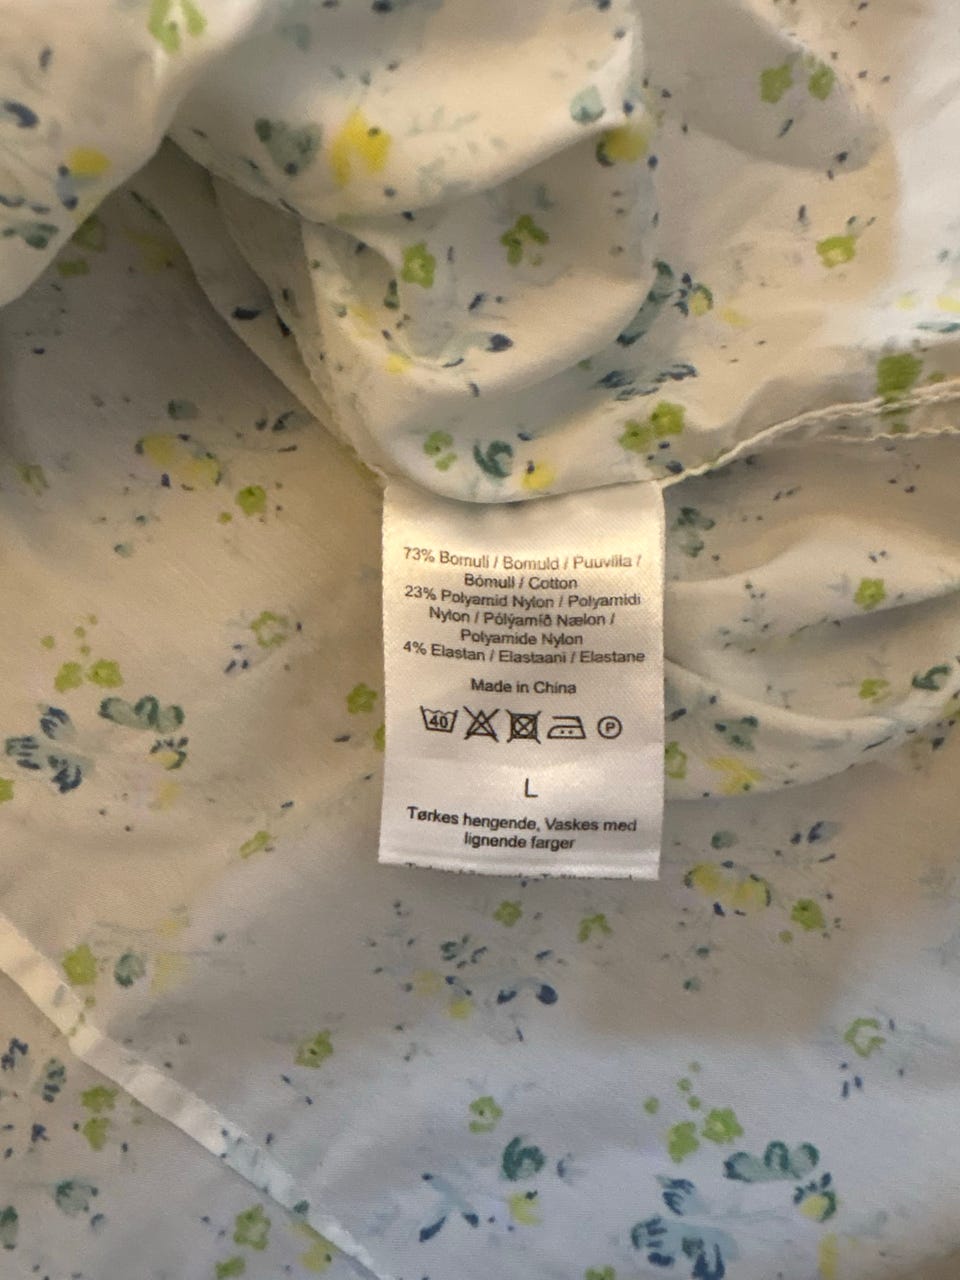 73% Bomull / Bomuld / Puuvilla /
Bómull / Cotton
23% Polyamid Nylon / Polyamidi
Nylon / Pólýamíð Nælon /
Polyamide Nylon
4% Elastan / Elastaani / Elastane
Made in China
40 P
L
Tørkes hengende, Vaskes med
lignende farger